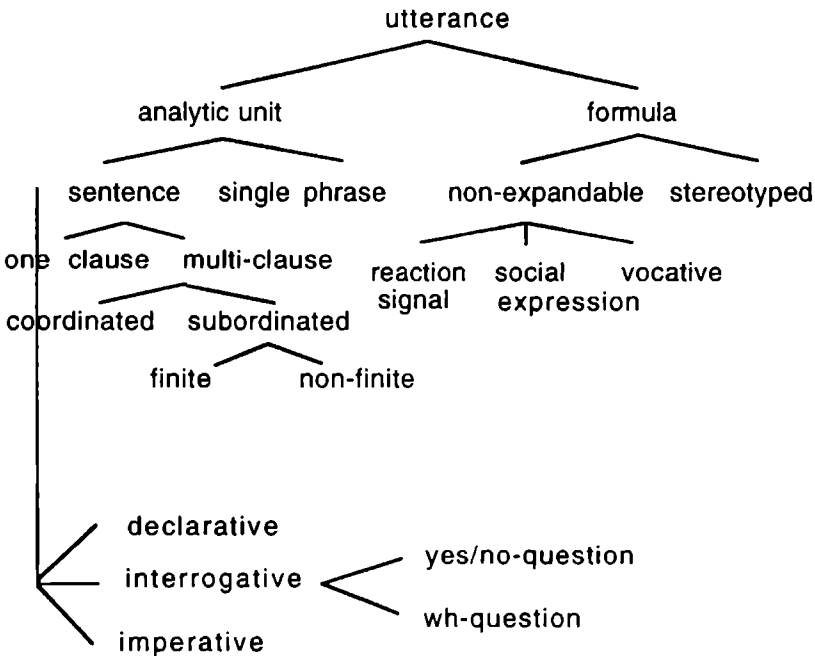 utterance
analytic unit formula
sentence single phrase non-expandable stereotyped
one clause multi-clause
reaction social vocative
signal expression
coordinated subordinated
finite non-finite
declarative
yes/no-question
interrogative
wh-question
imperative